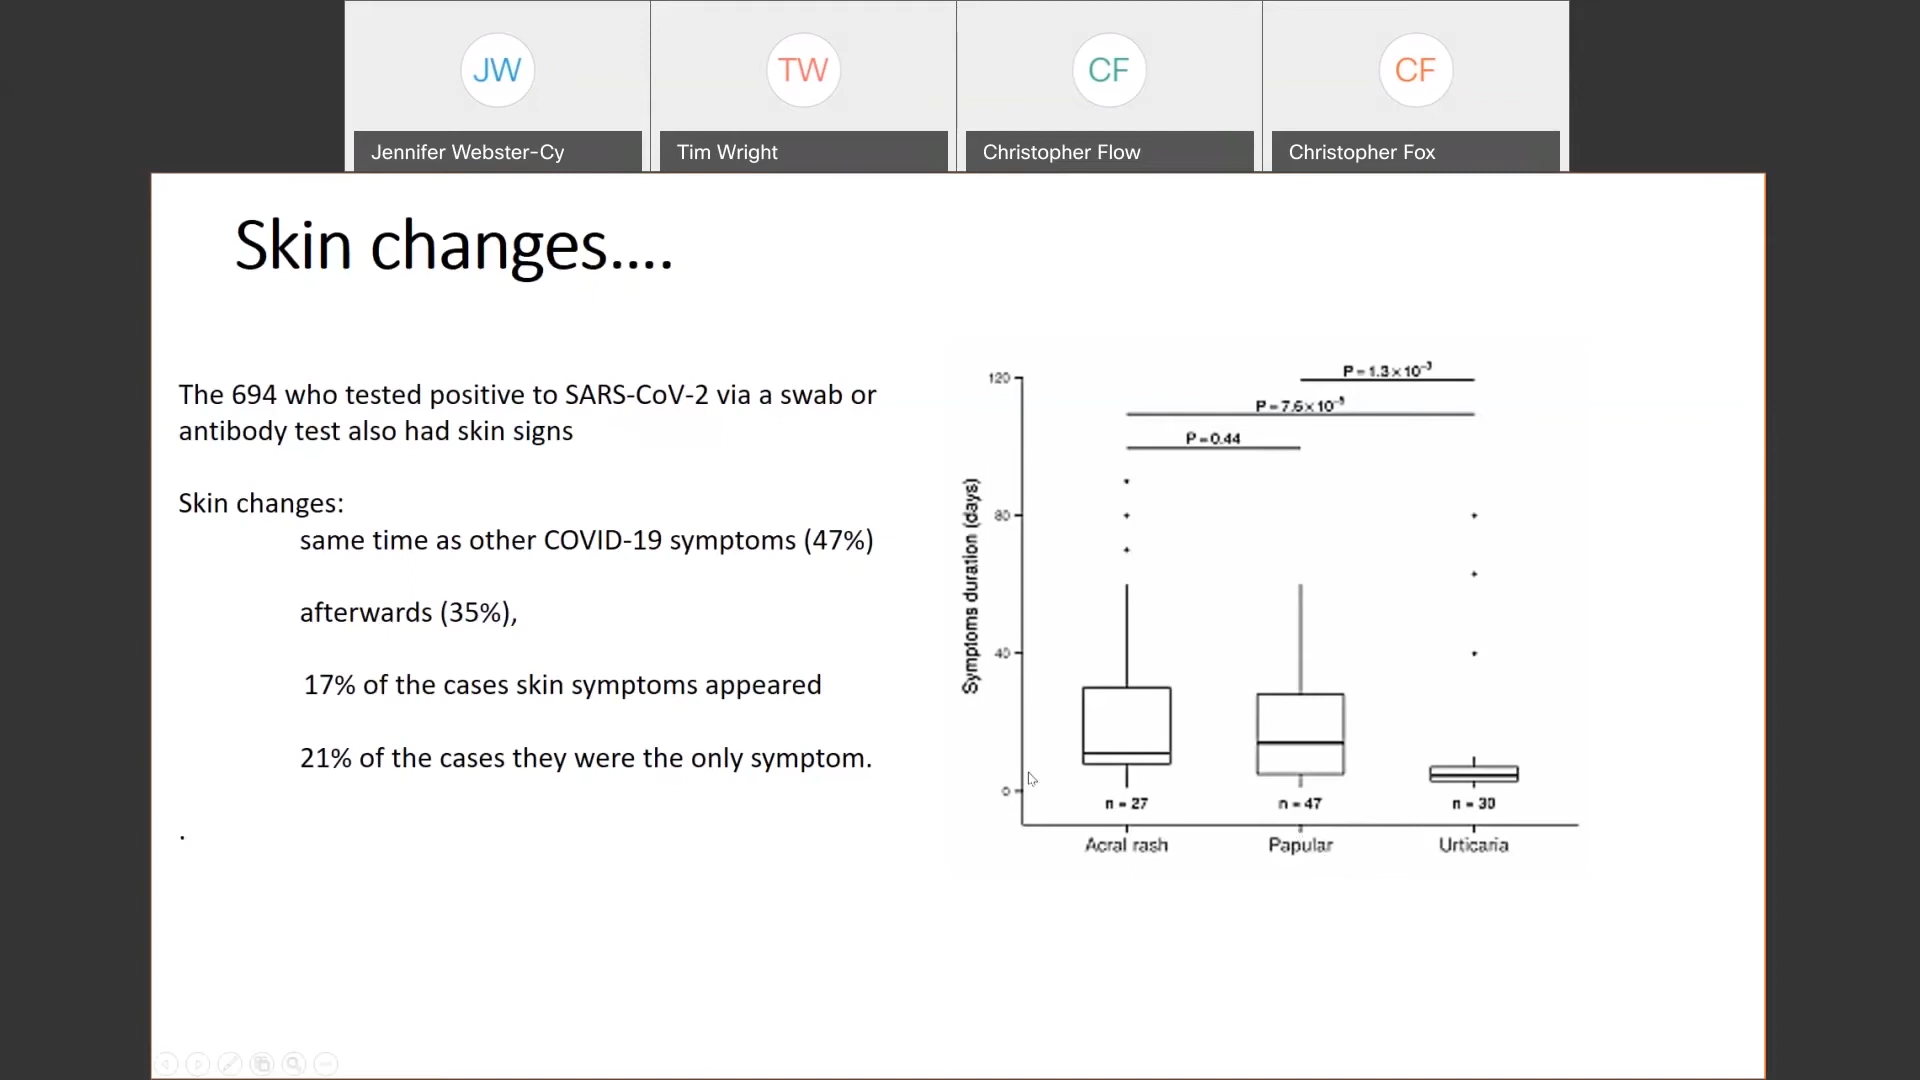 JW
TW
CF
CF
Jennifer Webster-Cy
Tim Wright
Christopher Flow
Christopher Fox
Skin changes....
The 694 who tested positive to SARS-CoV-2 via a swab or
antibody test also had skin signs
Skin changes:
same time as other COVID-19 symptoms (47%)
afterwards (35%),
17% of the cases skin symptoms appeared
21% of the cases they were the only symptom.
.
P = 1.3 × 10⁻³
P = 7.6 × 10⁻⁵
P = 0.44
120
80
40
0
Symptoms duration (days)
n = 27
n = 47
n = 30
Acral rash
Papular
Urticaria